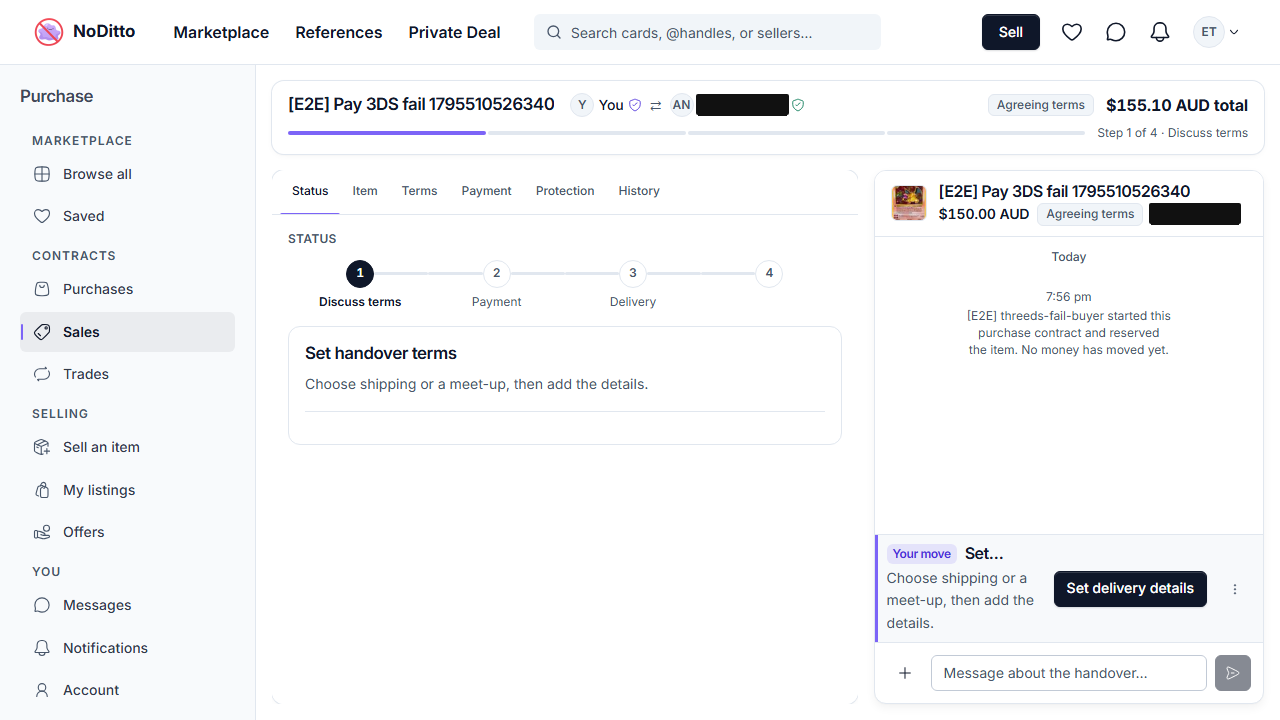 NoDitto
Marketplace
References
Private Deal
Search cards, @handles, or sellers...
Sell
ET
Purchase
MARKETPLACE
Browse all
Saved
CONTRACTS
Purchases
Sales
Trades
SELLING
Sell an item
My listings
Offers
YOU
Messages
Notifications
Account
[E2E] Pay 3DS fail 1795510526340
Y You
AN
Agreeing terms
$155.10 AUD total
Step 1 of 4 · Discuss terms
Status
Item
Terms
Payment
Protection
History
STATUS
1
2
3
4
Discuss terms
Payment
Delivery
Set handover terms
Choose shipping or a meet-up, then add the details.
[E2E] Pay 3DS fail 1795510526340
$150.00 AUD
Agreeing terms
Today
7:56 pm
[E2E] threeds-fail-buyer started this
purchase contract and reserved
the item. No money has moved yet.
Your move
Set...
Choose shipping or a
meet-up, then add the
details.
Set delivery details
Message about the handover...